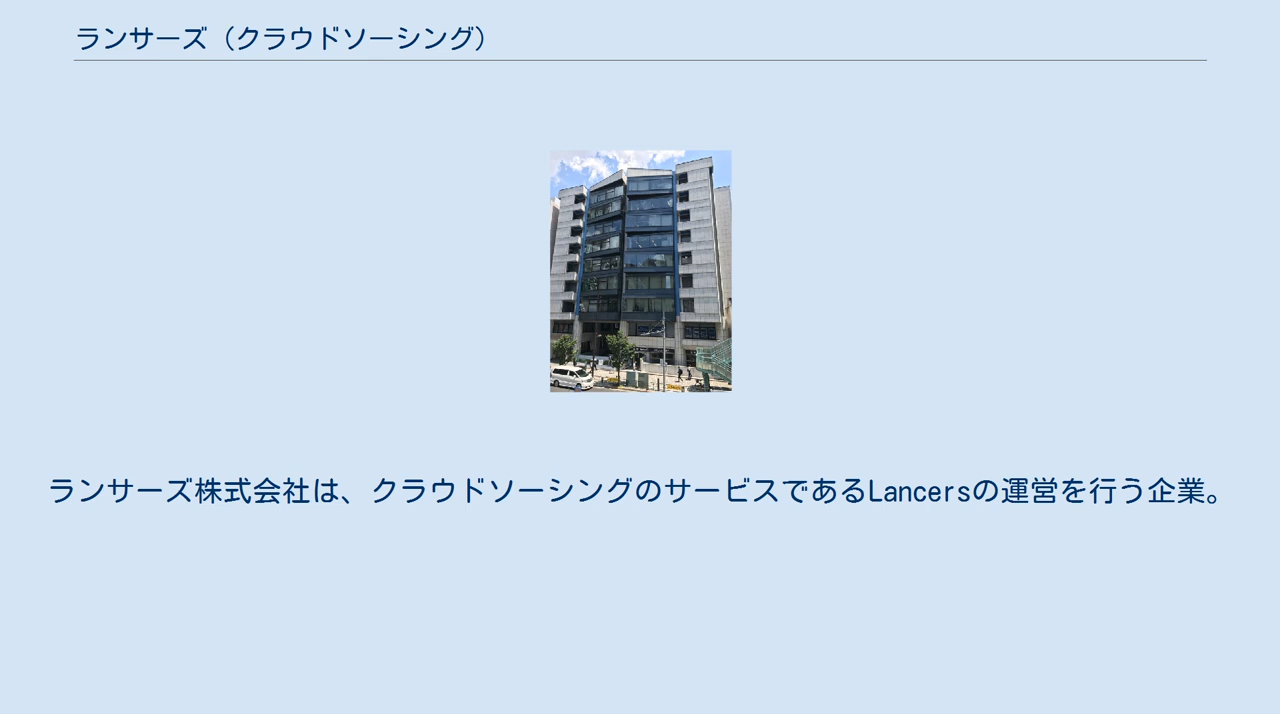 ランサーズ（クラウドソーシング）
ランサーズ株式会社は、クラウドソーシングのサービスであるLancersの運営を行う企業。